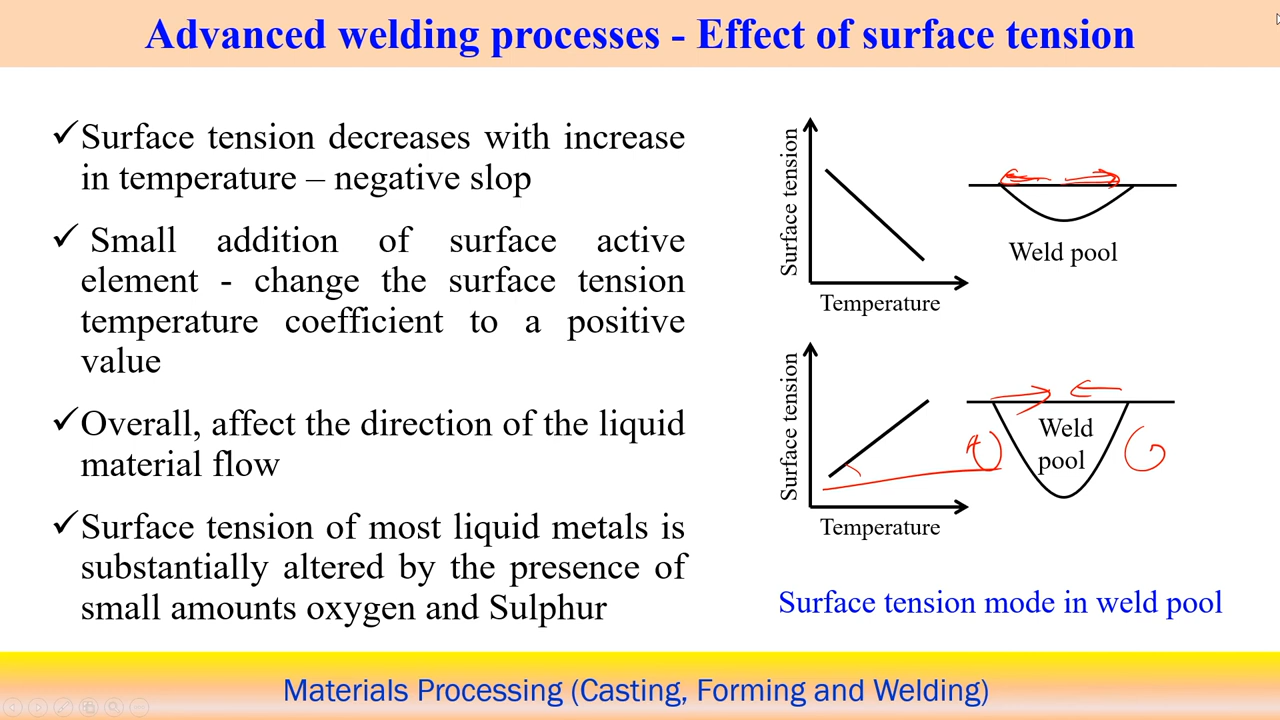 Advanced welding processes - Effect of surface tension
✓Surface tension decreases with increase
in temperature – negative slop
✓ Small addition of surface active
element - change the surface tension
temperature coefficient to a positive
value
✓Overall, affect the direction of the liquid
material flow
✓Surface tension of most liquid metals is
substantially altered by the presence of
small amounts oxygen and Sulphur
Surface tension
Temperature
Weld pool
Surface tension
Temperature
Weld
pool
Surface tension mode in weld pool
Materials Processing (Casting, Forming and Welding)